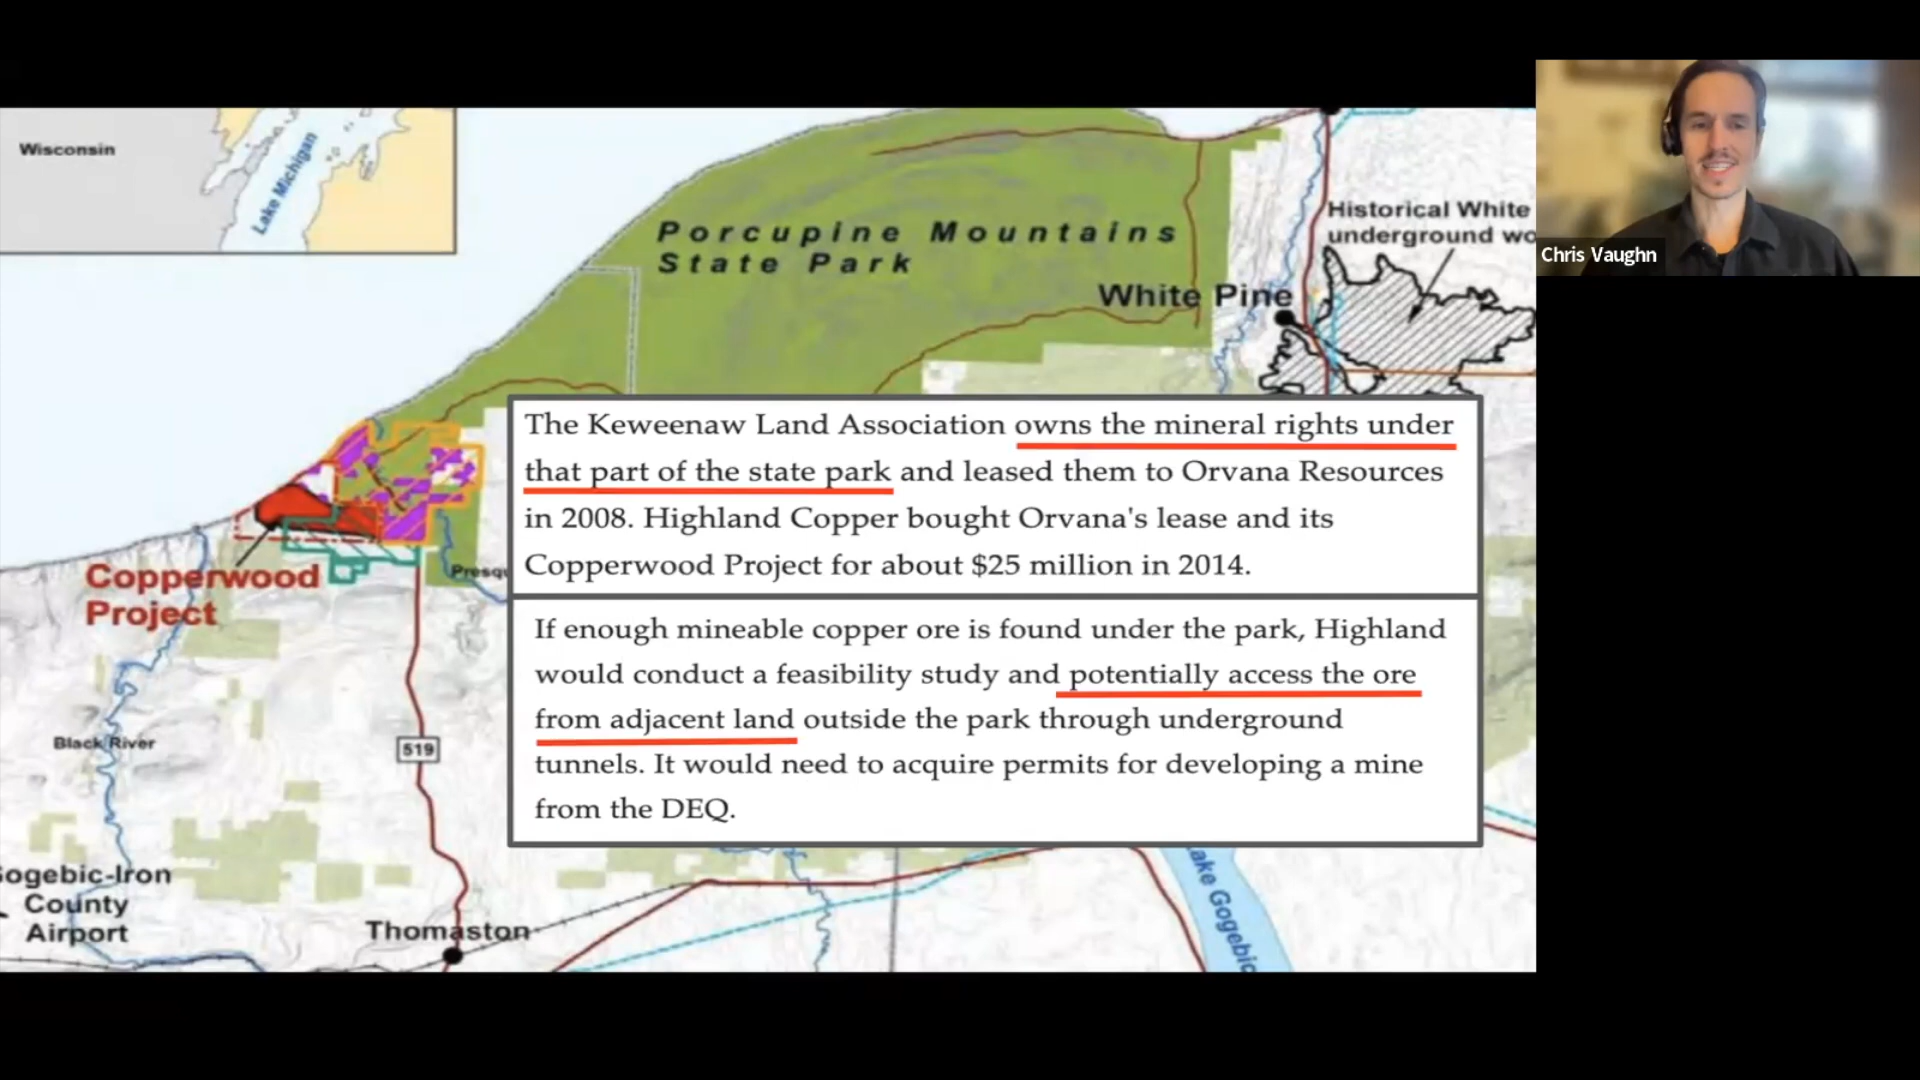 Wisconsin
Lake Michigan
Porcupine Mountains
State Park
White Pine
Historical White
underground
Chris Vaughn
The Keweenaw Land Association owns the mineral rights under
that part of the state park and leased them to Orvana Resources
in 2008. Highland Copper bought Orvana's lease and its
Copperwood Project for about $25 million in 2014.
If enough mineable copper ore is found under the park, Highland
would conduct a feasibility study and potentially access the ore
from adjacent land outside the park through underground
tunnels. It would need to acquire permits for developing a mine
from the DEQ.
Copperwood
Project
Black River
519
ogebic-Iron
County
Airport
Thomaston
Lake Gogebic